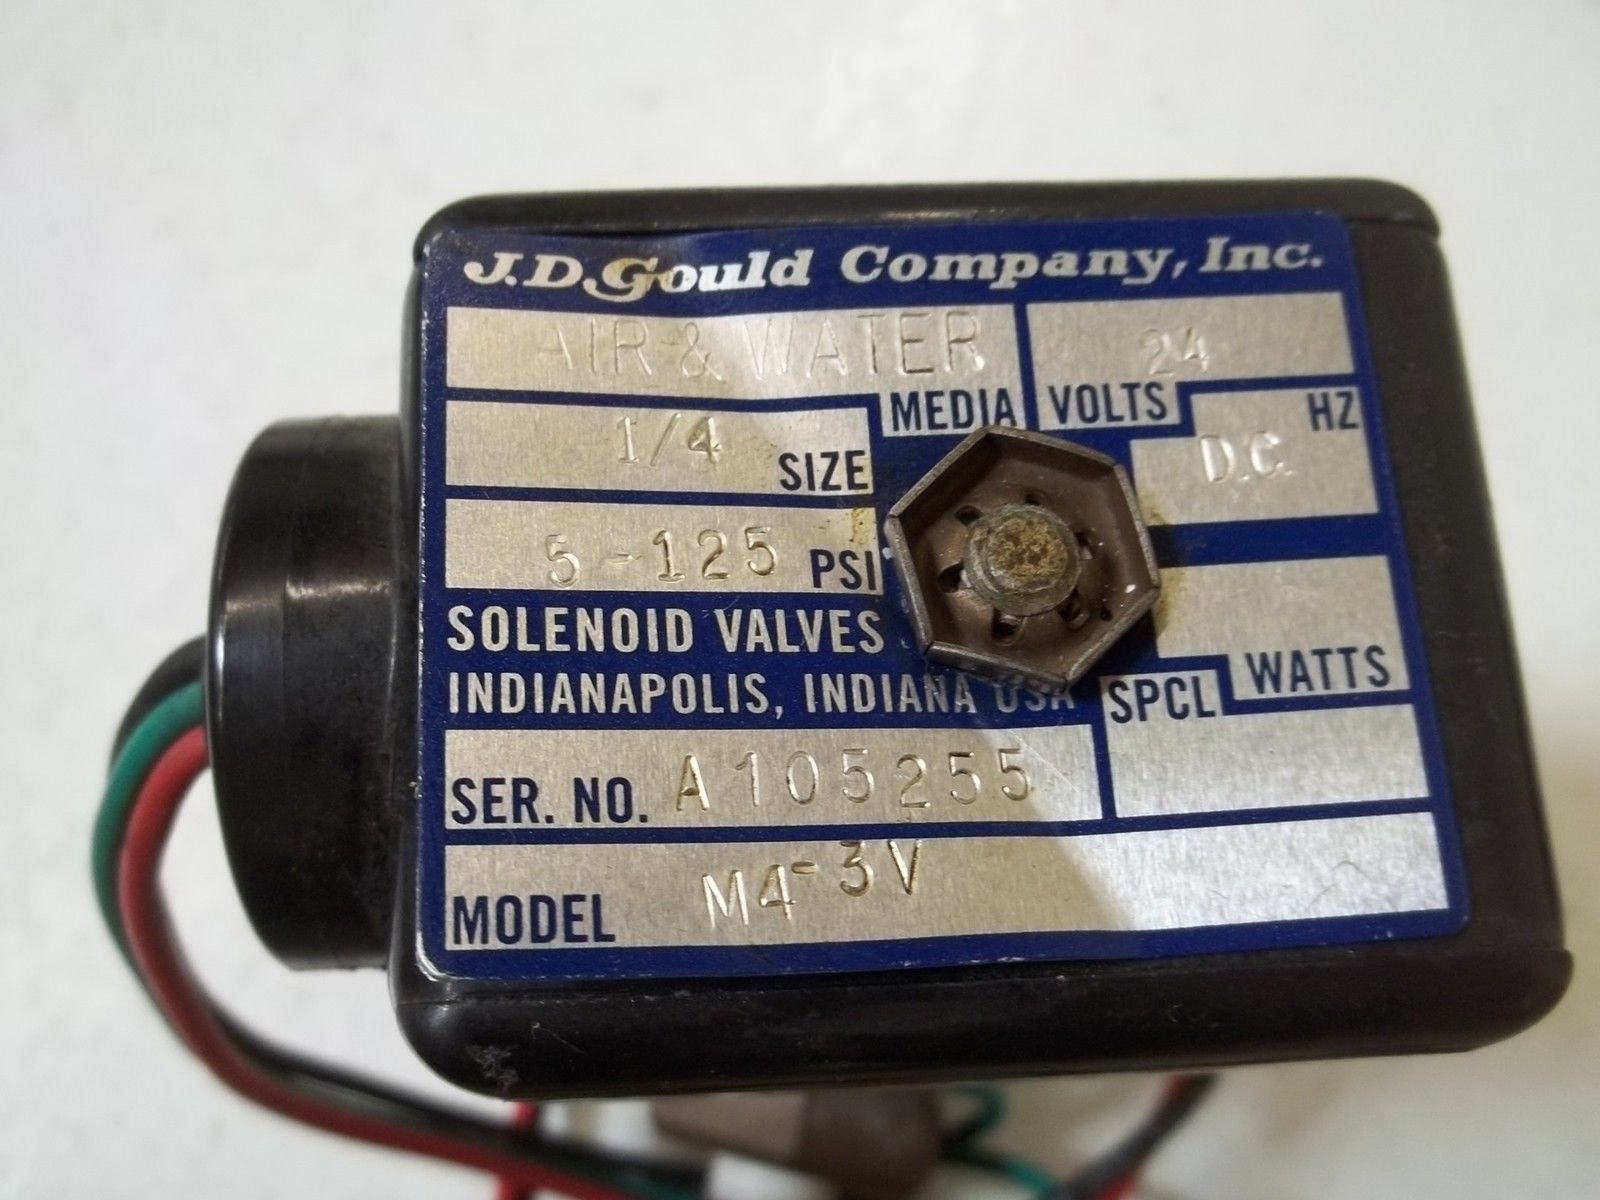 J.D. Gould Company, Inc.
AIR & WATER
MEDIA
24
VOLTS
D.C.
HZ
1/4 SIZE
5-125 PSI
SOLENOID VALVES
INDIANAPOLIS, INDIANA USA
WATTS
SPCL
SER. NO. A105255
MODEL M4-3V